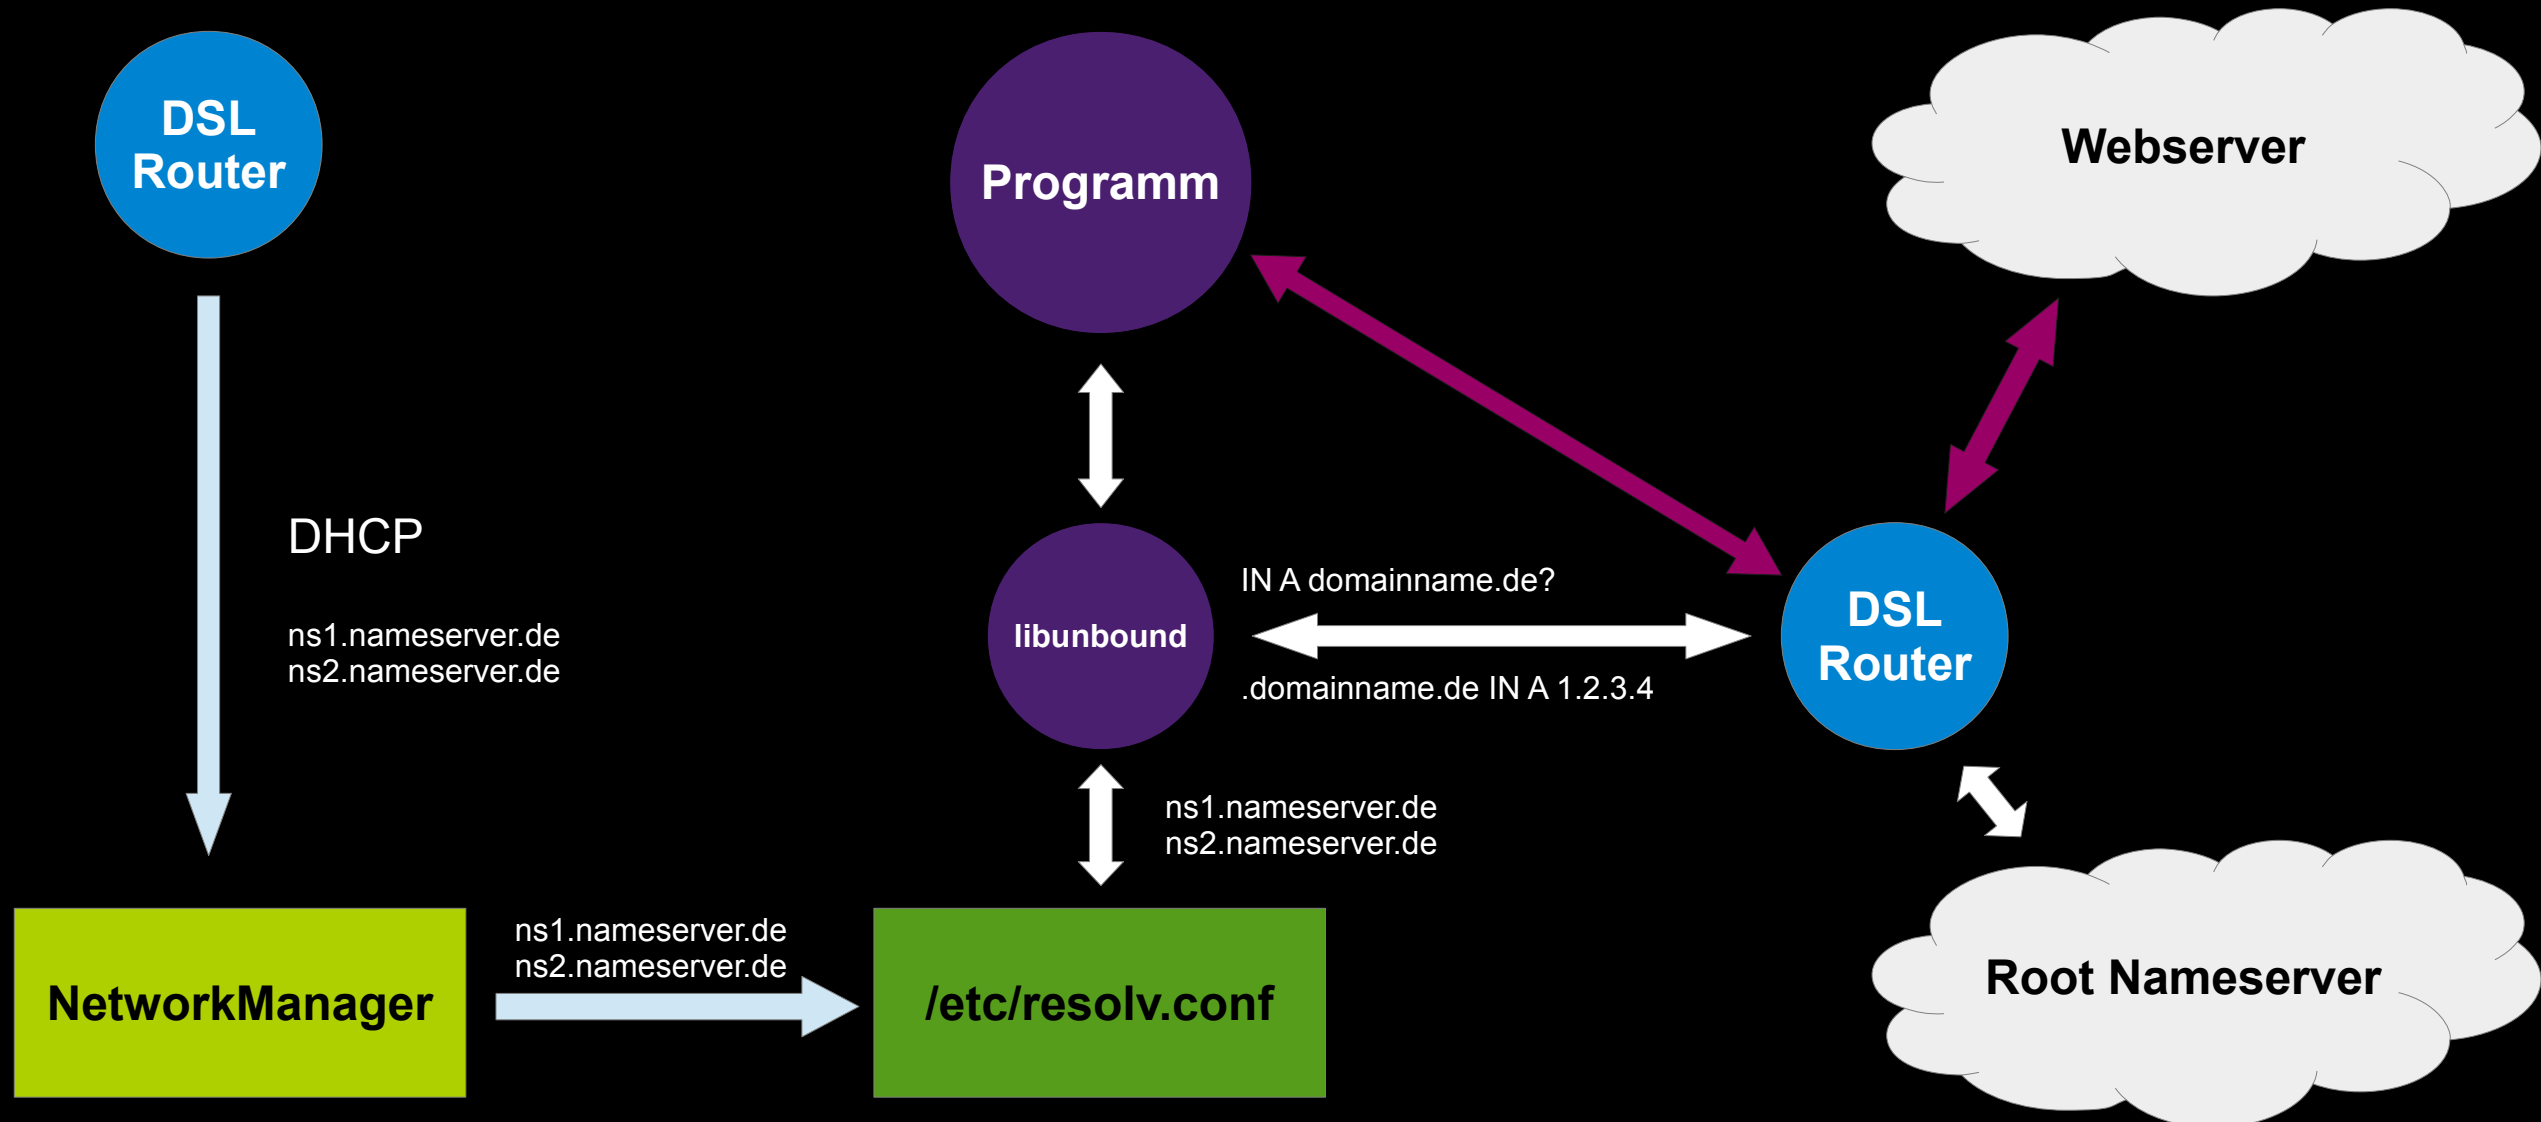 DSL
Router
Programm
Webserver
DHCP
ns1.nameserver.de
ns2.nameserver.de
libunbound
IN A domainname.de?
.domainname.de IN A 1.2.3.4
DSL
Router
ns1.nameserver.de
ns2.nameserver.de
NetworkManager
ns1.nameserver.de
ns2.nameserver.de
/etc/resolv.conf
Root Nameserver